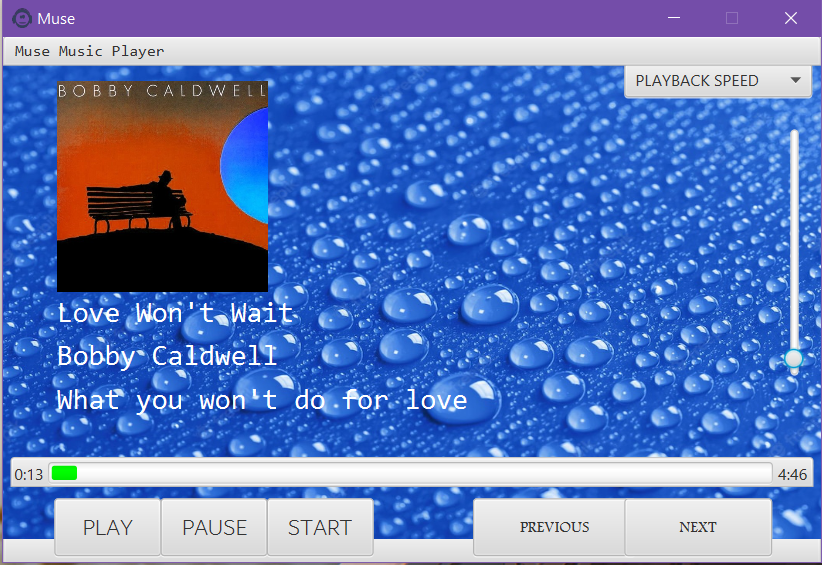 Muse
Muse Music Player
PLAYBACK SPEED
BOBBY CALDWELL
Love Won't Wait
Bobby Caldwell
What you won't do for love
0:13 4:46
PLAY PAUSE START PREVIOUS NEXT